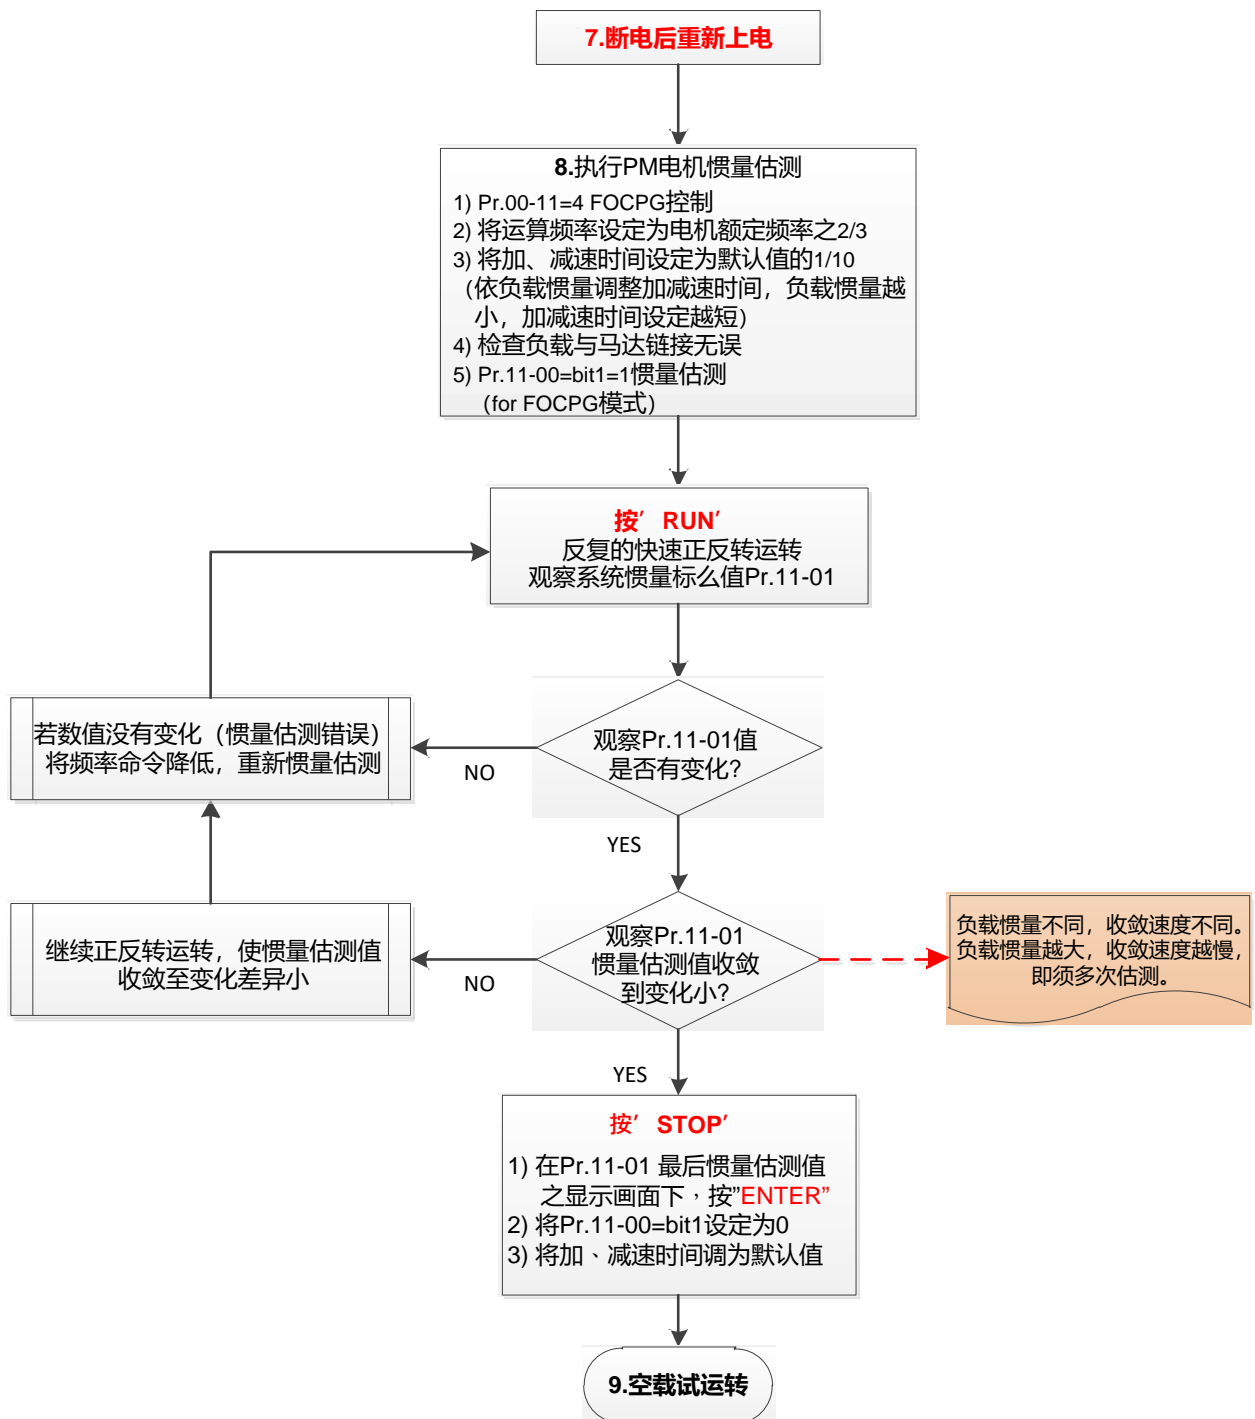 7.断电后重新上电
8.执行PM电机惯量估测
1) Pr.00-11=4 FOCPG控制
2) 将运算频率设定为电机额定频率之2/3
3) 将加、减速时间设定为默认值的1/10
（依负载惯量调整加减速时间，负载惯量越
小，加减速时间设定越短）
4) 检查负载与马达链接无误
5) Pr.11-00=bit1=1惯量估测
（for FOCPG模式）
按’ RUN’
反复的快速正反转运转
观察系统惯量标么值Pr.11-01
若数值没有变化（惯量估测错误）
将频率命令降低，重新惯量估测
NO
观察Pr.11-01值
是否有变化？
YES
继续正反转运转，使惯量估测值
收敛至变化差异小
NO
观察Pr.11-01
惯量估测值收敛
到变化小？
负载惯量不同，收敛速度不同。
负载惯量越大，收敛速度越慢，
即须多次估测。
YES
按’ STOP’
1) 在Pr.11-01 最后惯量估测值
之显示画面下，按”ENTER”
2) 将Pr.11-00=bit1设定为0
3) 将加、减速时间调为默认值
9.空载试运转